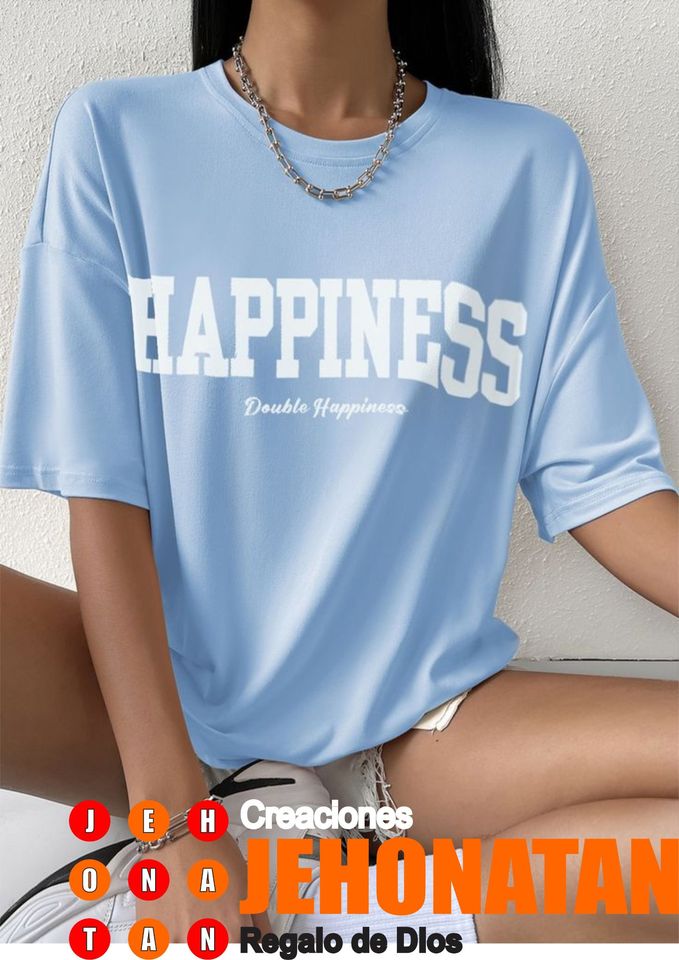 HAPPINESS
Double Happiness
J E H
O N A
T A N
Creaciones
JEHONATAN
Regalo de Dios